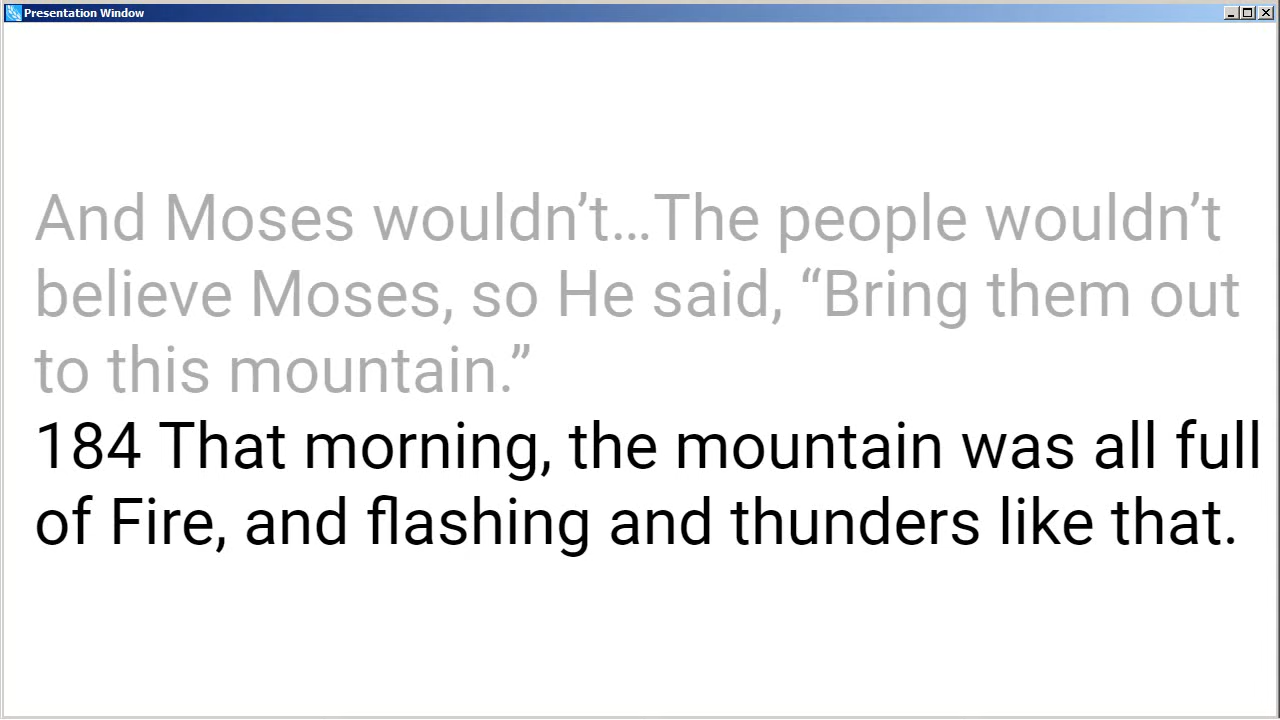 Presentation Window
And Moses wouldn’t…The people wouldn’t
believe Moses, so He said, “Bring them out
to this mountain.”
184 That morning, the mountain was all full
of Fire, and flashing and thunders like that.